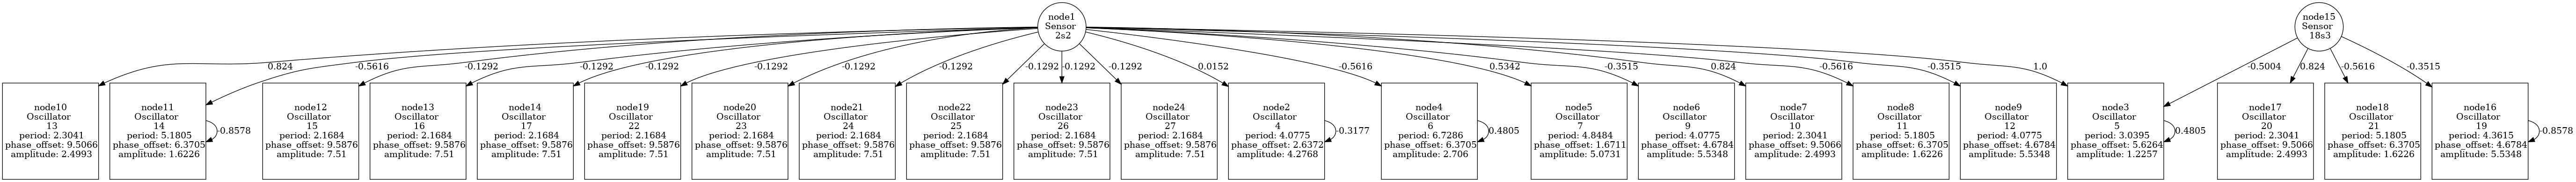 node1
Sensor
2s2
node15
Sensor
18s3
0.824
-0.5616
-0.1292
-0.1292
-0.1292
-0.1292
-0.1292
-0.1292
-0.1292
-0.1292
-0.1292
0.0152
-0.5616
0.5342
-0.3515
0.824
-0.5616
-0.3515
1.0
-0.5004
0.824
-0.5616
-0.3515
node10
Oscillator
13
period: 2.3041
phase_offset: 9.5066
amplitude: 2.4993
node11
Oscillator
14
period: 5.1805
phase_offset: 6.3705
amplitude: 1.6226
-0.8578
node12
Oscillator
15
period: 2.1684
phase_offset: 9.5876
amplitude: 7.51
node13
Oscillator
16
period: 2.1684
phase_offset: 9.5876
amplitude: 7.51
node14
Oscillator
17
period: 2.1684
phase_offset: 9.5876
amplitude: 7.51
node19
Oscillator
22
period: 2.1684
phase_offset: 9.5876
amplitude: 7.51
node20
Oscillator
23
period: 2.1684
phase_offset: 9.5876
amplitude: 7.51
node21
Oscillator
24
period: 2.1684
phase_offset: 9.5876
amplitude: 7.51
node22
Oscillator
25
period: 2.1684
phase_offset: 9.5876
amplitude: 7.51
node23
Oscillator
26
period: 2.1684
phase_offset: 9.5876
amplitude: 7.51
node24
Oscillator
27
period: 2.1684
phase_offset: 9.5876
amplitude: 7.51
node2
Oscillator
4
period: 4.0775
phase_offset: 2.6372
amplitude: 4.2768
-0.3177
node4
Oscillator
6
period: 6.7286
phase_offset: 6.3705
amplitude: 2.706
0.4805
node5
Oscillator
7
period: 4.8484
phase_offset: 1.6711
amplitude: 5.0731
node6
Oscillator
9
period: 4.0775
phase_offset: 4.6784
amplitude: 5.5348
node7
Oscillator
10
period: 2.3041
phase_offset: 9.5066
amplitude: 2.4993
node8
Oscillator
11
period: 5.1805
phase_offset: 6.3705
amplitude: 1.6226
node9
Oscillator
12
period: 4.0775
phase_offset: 4.6784
amplitude: 5.5348
node3
Oscillator
5
period: 3.0395
phase_offset: 5.6264
amplitude: 1.2257
0.4805
node17
Oscillator
20
period: 2.3041
phase_offset: 9.5066
amplitude: 2.4993
node18
Oscillator
21
period: 5.1805
phase_offset: 6.3705
amplitude: 1.6226
node16
Oscillator
19
period: 4.3615
phase_offset: 4.6784
amplitude: 5.5348
-0.8578